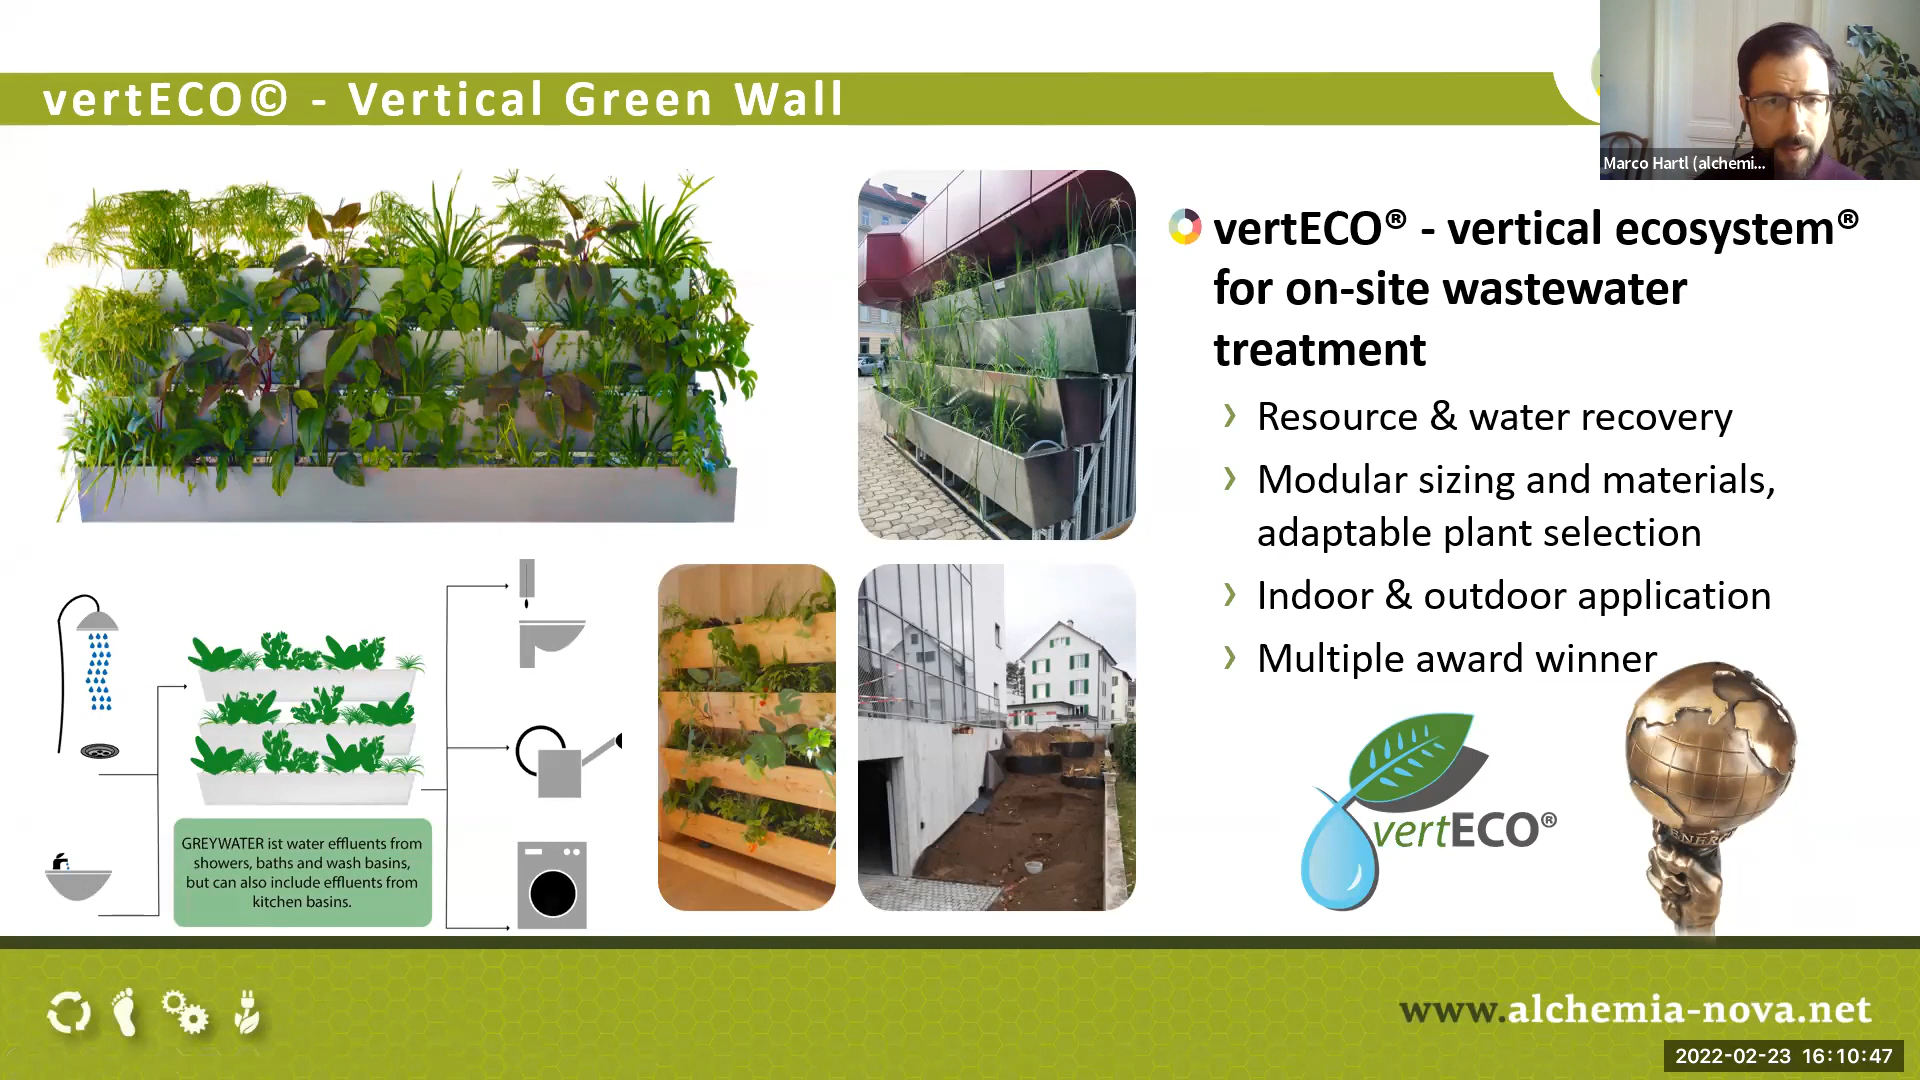 vertECO© - Vertical Green Wall
Marco Hartl (alchemi...
vertECO® - vertical ecosystem®
for on-site wastewater
treatment
› Resource & water recovery
› Modular sizing and materials,
adaptable plant selection
› Indoor & outdoor application
› Multiple award winner
GREYWATER ist water effluents from
showers, baths and wash basins,
but can also include effluents from
kitchen basins.
vertECO®
ENERG
www.alchemia-nova.net
2022-02-23 16:10:47